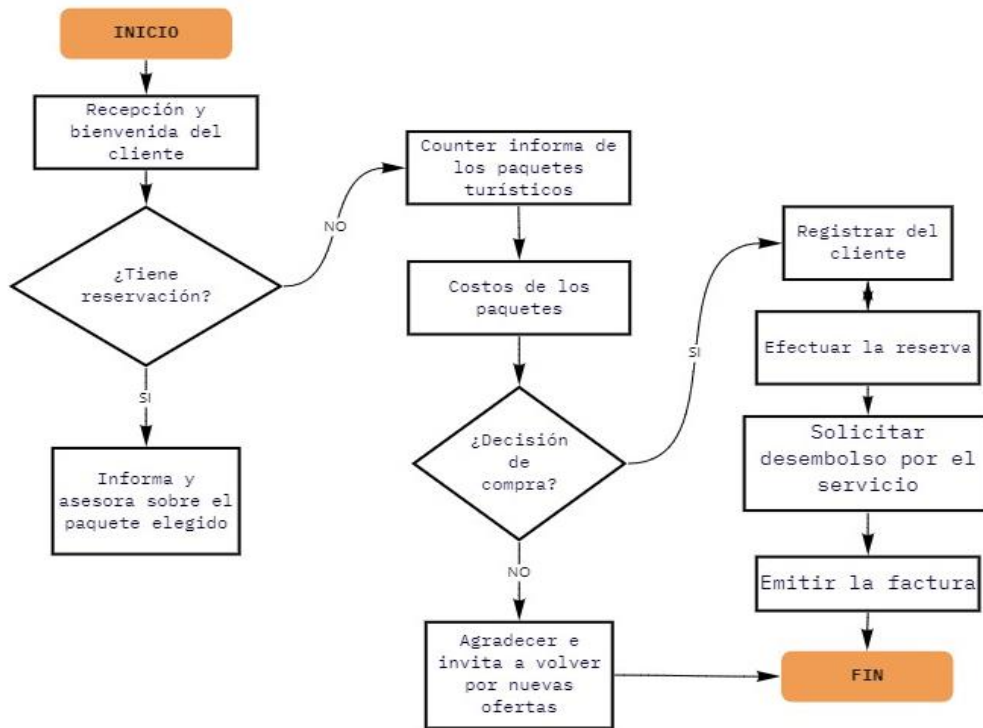 INICIO
Recepción y
bienvenida del
cliente
¿Tiene
reservación?
SI
Informa y
asesora sobre el
paquete elegido
NO
Counter informa de
los paquetes
turísticos
Costos de los
paquetes
¿Decisión
de
compra?
NO
Agradecer e
invita a volver
por nuevas
ofertas
SI
Registrar del
cliente
Efectuar la reserva
Solicitar
desembolso por el
servicio
Emitir la factura
FIN